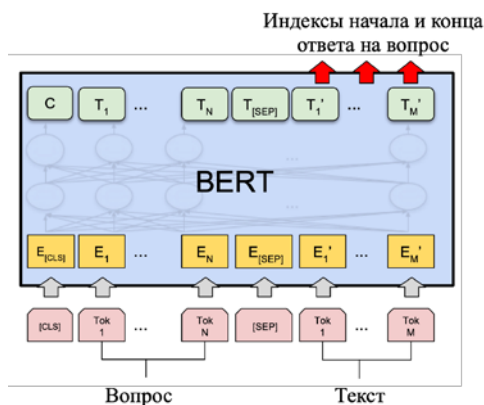 Индексы начала и конца
ответа на вопрос
C T1 ... TN T[SEP] T1' ... TM'
...
BERT
...
E[CLS] E1 ... EN E[SEP] E1' ... EM'
[CLS] Tok 1 ... Tok N [SEP] Tok 1 ... Tok M
Вопрос Текст